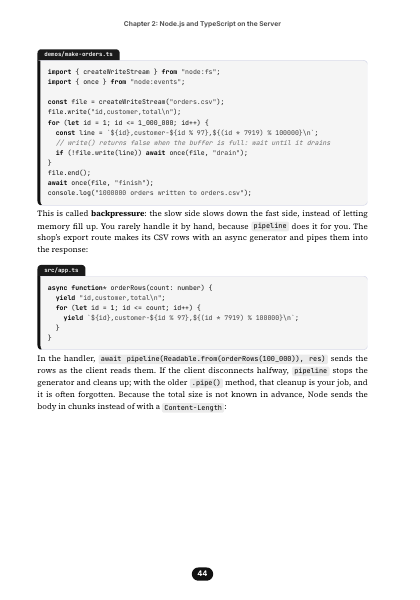 Chapter 2: Node.js and TypeScript on the Server
demos/make-orders.ts
import { createWriteStream } from "node:fs";
import { once } from "node:events";
const file = createWriteStream("orders.csv");
file.write("id,customer,total\n");
for (let id = 1; id <= 1_000_000; id++) {
  const line = `${id},customer-${id % 97},${(id * 7919) % 100000}\n`;
  // write() returns false when the buffer is full: wait until it drains
  if (!file.write(line)) await once(file, "drain");
}
file.end();
await once(file, "finish");
console.log("1000000 orders written to orders.csv");
This is called backpressure: the slow side slows down the fast side, instead of letting
memory fill up. You rarely handle it by hand, because pipeline does it for you. The
shop's export route makes its CSV rows with an async generator and pipes them into
the response:
src/app.ts
async function* orderRows(count: number) {
  yield "id,customer,total\n";
  for (let id = 1; id <= count; id++) {
    yield `${id},customer-${id % 97},${(id * 7919) % 100000}\n`;
  }
}
In the handler, await pipeline(Readable.from(orderRows(100_000)), res) sends the
rows as the client reads them. If the client disconnects halfway, pipeline stops the
generator and cleans up; with the older .pipe() method, that cleanup is your job, and
it is often forgotten. Because the total size is not known in advance, Node sends the
body in chunks instead of with a Content-Length:
44